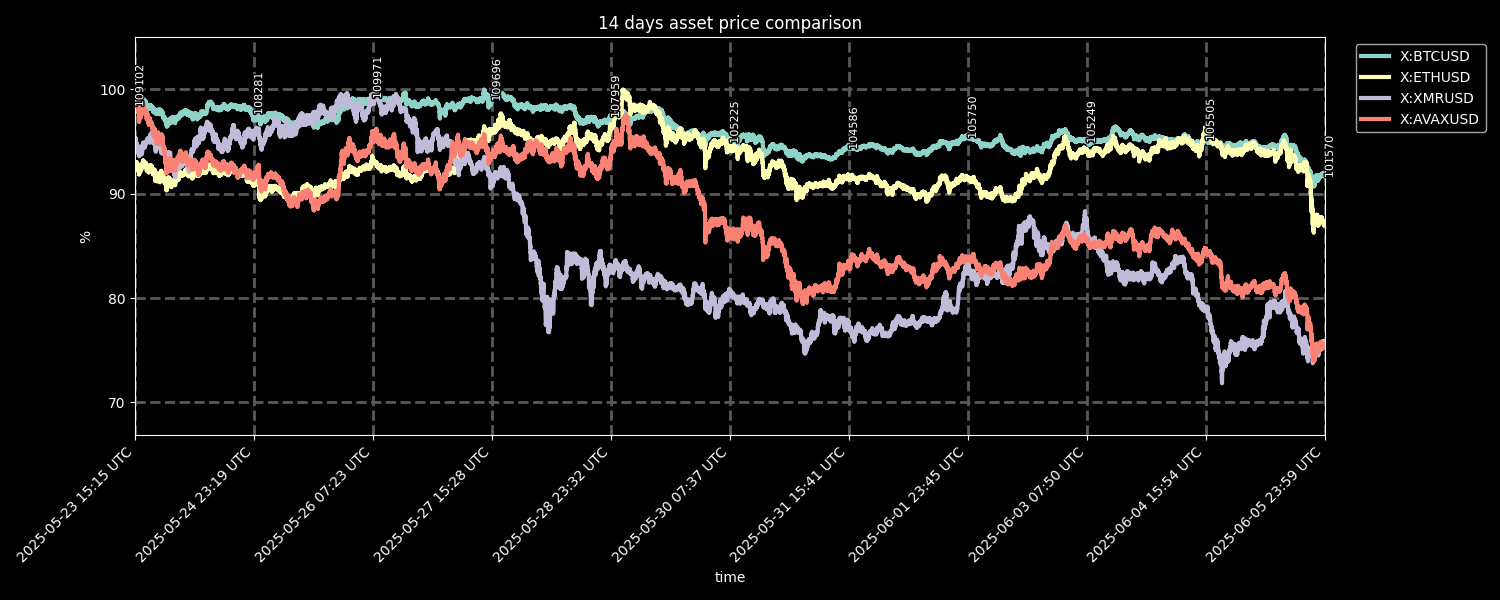 14 days asset price comparison
X:BTCUSD
X:ETHUSD
X:XMRUSD
X:AVAXUSD
%
100
90
80
70
109102
108281
109971
109696
107959
105225
104586
105750
105249
105505
101570
2025-05-23 15:15 UTC
2025-05-24 23:19 UTC
2025-05-26 07:23 UTC
2025-05-27 15:28 UTC
2025-05-28 23:32 UTC
2025-05-30 07:37 UTC
2025-05-31 15:41 UTC
2025-06-01 23:45 UTC
2025-06-03 07:50 UTC
2025-06-04 15:54 UTC
2025-06-05 23:59 UTC
time